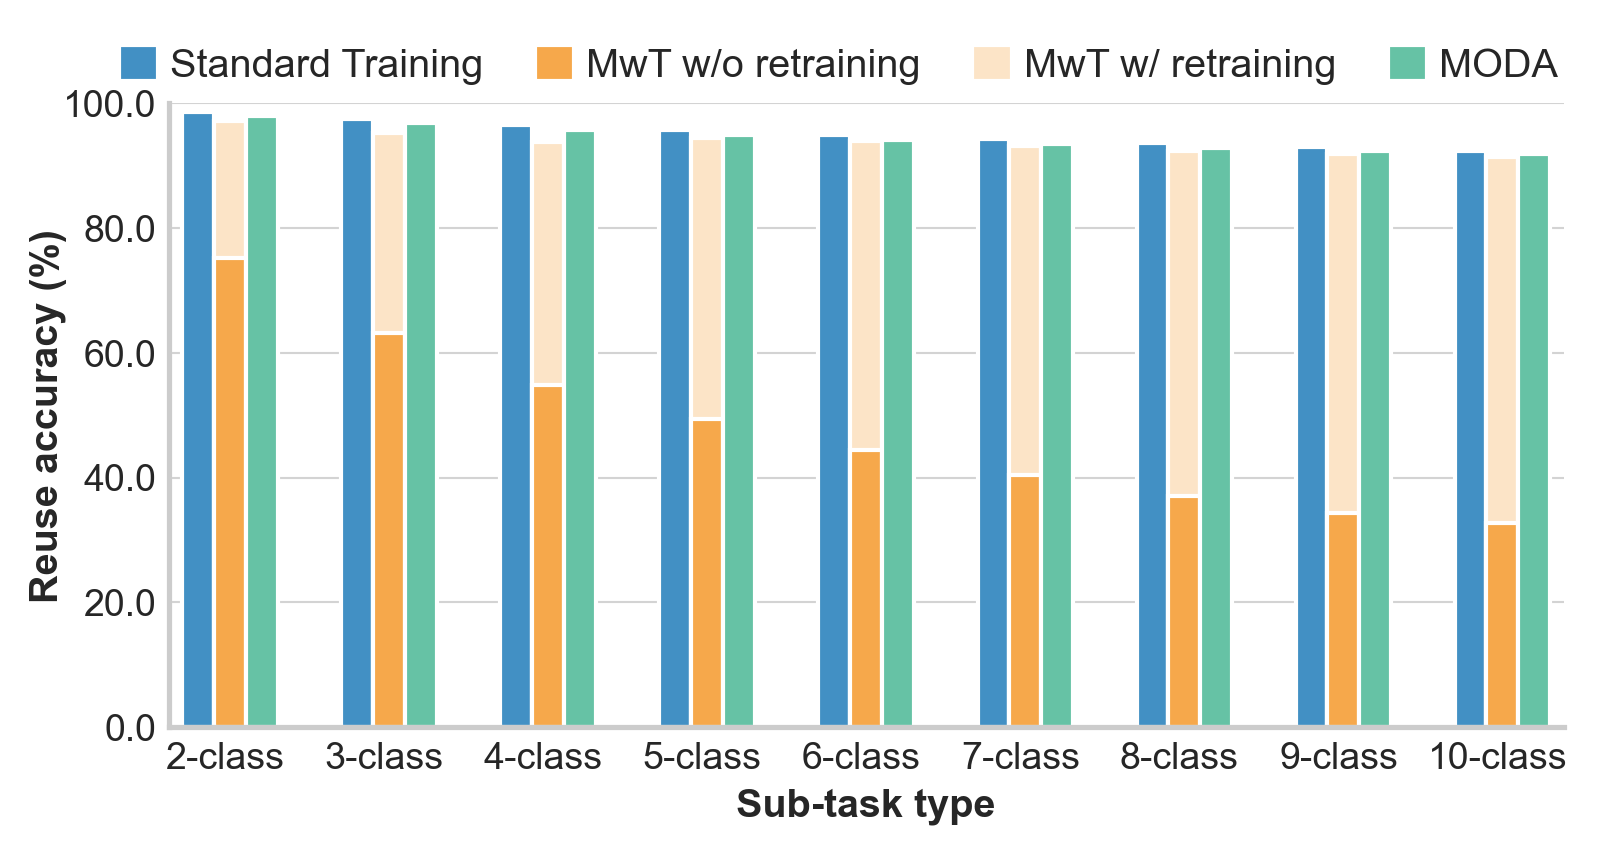 Standard Training MwT w/o retraining MwT w/ retraining MODA
100.0
80.0
60.0
40.0
20.0
0.0
Reuse accuracy (%)
2-class 3-class 4-class 5-class 6-class 7-class 8-class 9-class 10-class
Sub-task type